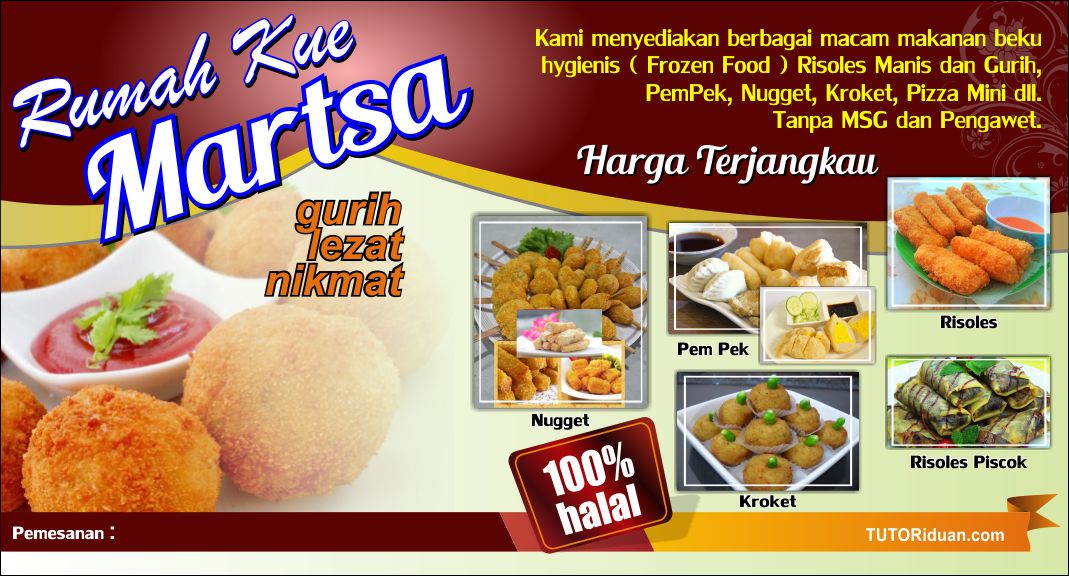 Rumah Kue
Martsa
Kami menyediakan berbagai macam makanan beku
hygienis ( Frozen Food ) Risoles Manis dan Gurih,
PemPek, Nugget, Kroket, Pizza Mini dll.
Tanpa MSG dan Pengawet.
Harga Terjangkau
gurih
lezat
nikmat
Nugget
Pem Pek
Risoles
Kroket
Risoles Piscok
100%
halal
Pemesanan :
TUTORiduan.com